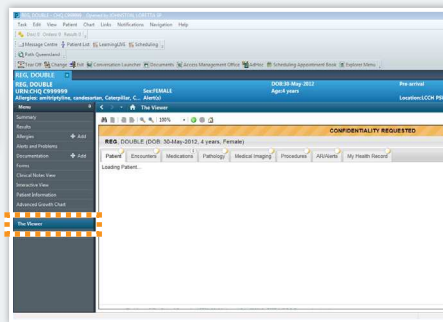 REG, DOUBLE - CHQ C999999 - Opened by
Task Edit View Patient Chart Links Notifications Navigation Help
Message Centre Patient List LearningLIVE Scheduling
Path Queensland
Tear Off Change Exit Conversation Launcher Documents Access Management Office AdHoc Scheduling Appointment Book Explorer Menu
REG, DOUBLE
REG, DOUBLE
DOB:30-May-2012
Pre-arrival
URN:CHQ C999999
Sex:FEMALE
Age:4 years
Allergies: amitriptyline, candesartan, Caterpillar, C...
Alert(s)
Location:LCCH PSI
Menu
The Viewer
Summary
Results
Allergies
Add
Alerts and Problems
Documentation
Add
Forms
Clinical Notes View
Interactive View
Patient Information
Advanced Growth Chart
The Viewer
100%
CONFIDENTIALITY REQUESTED
REG, DOUBLE (DOB: 30-May-2012, 4 years, Female)
Patient Encounters Medications Pathology Medical Imaging Procedures AR/Alerts My Health Record
Loading Patient...